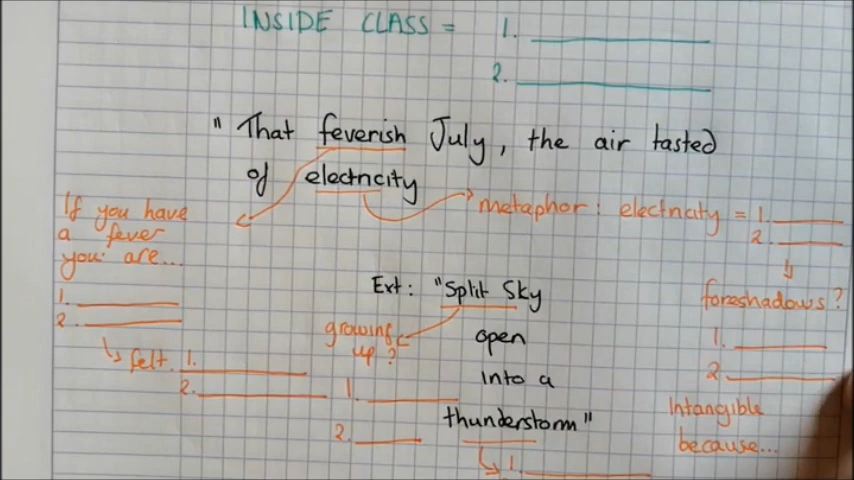 INSIDE CLASS = 1.
2.
" That feverish July, the air tasted
of electricity
metaphor : electricity = 1.
2.
If you have
a fever
you are...
1.
2.
felt. 1.
2.
foreshadows?
1.
2.
Intangible
because...
Ext: "Split Sky
open
into a
thunderstorm"
growing
up?
1.
2.
1.